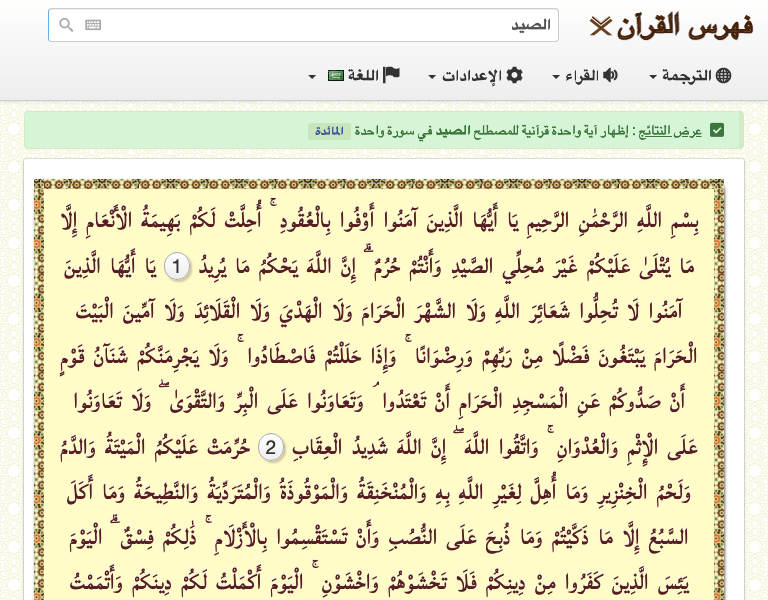 فهرس القرآن
الصيد
الترجمة
القراء
الإعدادات
اللغة
عرض النتائج : إظهار آية واحدة قرآنية للمصطلح الصيد في سورة واحدة المائدة
بِسْمِ اللَّهِ الرَّحْمَٰنِ الرَّحِيمِ يَا أَيُّهَا الَّذِينَ آمَنُوا أَوْفُوا بِالْعُقُودِ ۚ أُحِلَّتْ لَكُمْ بَهِيمَةُ الْأَنْعَامِ إِلَّا
مَا يُتْلَىٰ عَلَيْكُمْ غَيْرَ مُحِلِّي الصَّيْدِ وَأَنْتُمْ حُرُمٌ ۗ إِنَّ اللَّهَ يَحْكُمُ مَا يُرِيدُ 1 يَا أَيُّهَا الَّذِينَ
آمَنُوا لَا تُحِلُّوا شَعَائِرَ اللَّهِ وَلَا الشَّهْرَ الْحَرَامَ وَلَا الْهَدْيَ وَلَا الْقَلَائِدَ وَلَا آمِّينَ الْبَيْتَ
الْحَرَامَ يَبْتَغُونَ فَضْلًا مِنْ رَبِّهِمْ وَرِضْوَانًا ۚ وَإِذَا حَلَلْتُمْ فَاصْطَادُوا ۚ وَلَا يَجْرِمَنَّكُمْ شَنَآنُ قَوْمٍ
أَنْ صَدُّوكُمْ عَنِ الْمَسْجِدِ الْحَرَامِ أَنْ تَعْتَدُوا ۘ وَتَعَاوَنُوا عَلَى الْبِرِّ وَالتَّقْوَىٰ ۖ وَلَا تَعَاوَنُوا
عَلَى الْإِثْمِ وَالْعُدْوَانِ ۚ وَاتَّقُوا اللَّهَ ۖ إِنَّ اللَّهَ شَدِيدُ الْعِقَابِ 2 حُرِّمَتْ عَلَيْكُمُ الْمَيْتَةُ وَالدَّمُ
وَلَحْمُ الْخِنْزِيرِ وَمَا أُهِلَّ لِغَيْرِ اللَّهِ بِهِ وَالْمُنْخَنِقَةُ وَالْمَوْقُوذَةُ وَالْمُتَرَدِّيَةُ وَالنَّطِيحَةُ وَمَا أَكَلَ
السَّبُعُ إِلَّا مَا ذَكَّيْتُمْ وَمَا ذُبِحَ عَلَى النُّصُبِ وَأَنْ تَسْتَقْسِمُوا بِالْأَزْلَامِ ۚ ذَٰلِكُمْ فِسْقٌ ۗ الْيَوْمَ
يَئِسَ الَّذِينَ كَفَرُوا مِنْ دِينِكُمْ فَلَا تَخْشَوْهُمْ وَاخْشَوْنِ ۚ الْيَوْمَ أَكْمَلْتُ لَكُمْ دِينَكُمْ وَأَتْمَمْتُ